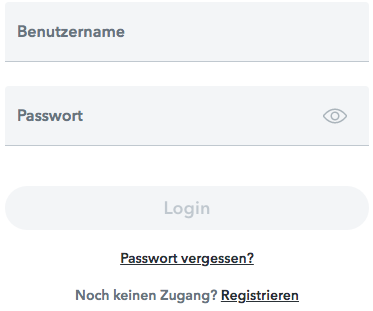 Benutzername
Passwort
Login
Passwort vergessen?
Noch keinen Zugang? Registrieren